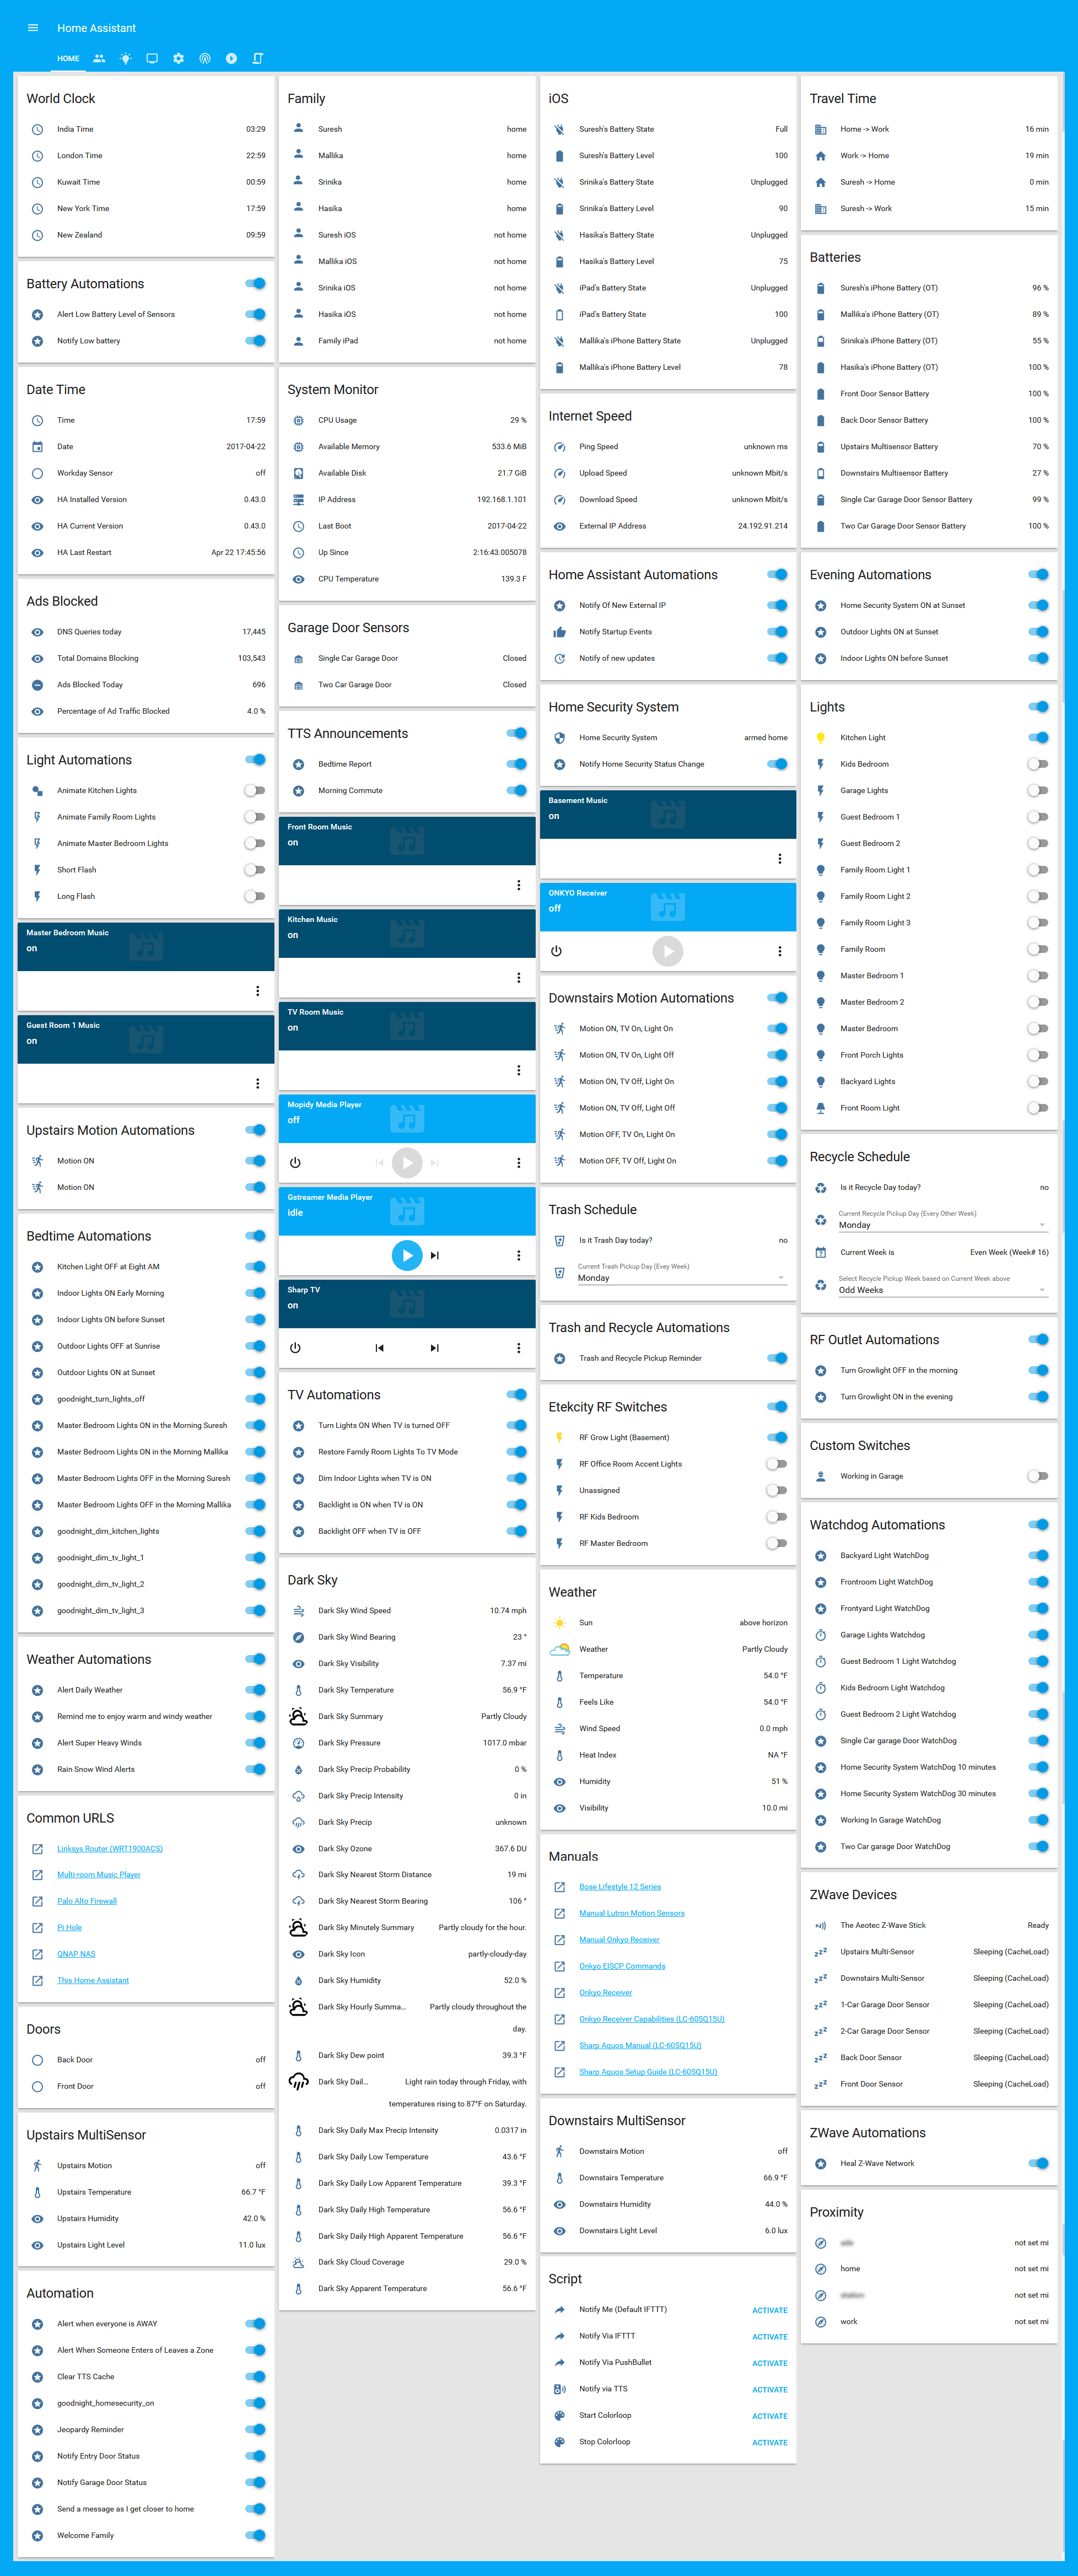 Home Assistant
HOME
World Clock
India Time 03:29
London Time 22:59
Kuwait Time 00:59
New York Time 17:59
New Zealand 09:59
Battery Automations
Alert Low Battery Level of Sensors
Notify Low battery
Date Time
Time 17:59
Date 2017-04-22
Workday Sensor off
HA Installed Version 0.43.0
HA Current Version 0.43.0
HA Last Restart Apr 22 17:45:56
Ads Blocked
DNS Queries today 17,445
Total Domains Blocking 103,543
Ads Blocked Today 696
Percentage of Ad Traffic Blocked 4.0 %
Light Automations
Animate Kitchen Lights
Animate Family Room Lights
Animate Master Bedroom Lights
Short Flash
Long Flash
Master Bedroom Music
on
Guest Room 1 Music
on
Upstairs Motion Automations
Motion ON
Motion ON
Bedtime Automations
Kitchen Light OFF at Eight AM
Indoor Lights ON Early Morning
Indoor Lights ON before Sunset
Outdoor Lights OFF at Sunrise
Outdoor Lights ON at Sunset
goodnight_turn_lights_off
Master Bedroom Lights ON in the Morning Suresh
Master Bedroom Lights ON in the Morning Mallika
Master Bedroom Lights OFF in the Morning Suresh
Master Bedroom Lights OFF in the Morning Mallika
goodnight_dim_kitchen_lights
goodnight_dim_tv_light_1
goodnight_dim_tv_light_2
goodnight_dim_tv_light_3
Weather Automations
Alert Daily Weather
Remind me to enjoy warm and windy weather
Alert Super Heavy Winds
Rain Snow Wind Alerts
Common URLS
Linksys Router (WRT1900ACS)
Multi-room Music Player
Palo Alto Firewall
Pi Hole
QNAP NAS
This Home Assistant
Doors
Back Door off
Front Door off
Upstairs MultiSensor
Upstairs Motion off
Upstairs Temperature 66.7 °F
Upstairs Humidity 42.0 %
Upstairs Light Level 11.0 lux
Automation
Alert when everyone is AWAY
Alert When Someone Enters of Leaves a Zone
Clear TTS Cache
goodnight_homesecurity_on
Jeopardy Reminder
Notify Entry Door Status
Notify Garage Door Status
Send a message as I get closer to home
Welcome Family
Family
Suresh home
Mallika home
Srinika home
Hasika home
Suresh iOS not home
Mallika iOS not home
Srinika iOS not home
Hasika iOS not home
Family iPad not home
System Monitor
CPU Usage 29 %
Available Memory 533.6 MiB
Available Disk 21.7 GiB
IP Address 192.168.1.101
Last Boot 2017-04-22
Up Since 2:16:43.005078
CPU Temperature 139.3 F
Garage Door Sensors
Single Car Garage Door Closed
Two Car Garage Door Closed
TTS Announcements
Bedtime Report
Morning Commute
Front Room Music
on
Kitchen Music
on
TV Room Music
on
Mopidy Media Player
off
Gstreamer Media Player
idle
Sharp TV
on
TV Automations
Turn Lights ON When TV is turned OFF
Restore Family Room Lights To TV Mode
Dim Indoor Lights when TV is ON
Backlight is ON when TV is ON
Backlight OFF when TV is OFF
Dark Sky
Dark Sky Wind Speed 10.74 mph
Dark Sky Wind Bearing 23 °
Dark Sky Visibility 7.37 mi
Dark Sky Temperature 56.9 °F
Dark Sky Summary Partly Cloudy
Dark Sky Pressure 1017.0 mbar
Dark Sky Precip Probability 0 %
Dark Sky Precip Intensity 0 in
Dark Sky Precip unknown
Dark Sky Ozone 367.6 DU
Dark Sky Nearest Storm Distance 19 mi
Dark Sky Nearest Storm Bearing 106 °
Dark Sky Minutely Summary Partly cloudy for the hour.
Dark Sky Icon partly-cloudy-day
Dark Sky Humidity 52.0 %
Dark Sky Hourly Summa... Partly cloudy throughout the
day.
Dark Sky Dew point 39.3 °F
Dark Sky Dail... Light rain today through Friday, with
temperatures rising to 87°F on Saturday.
Dark Sky Daily Max Precip Intensity 0.0317 in
Dark Sky Daily Low Temperature 43.6 °F
Dark Sky Daily Low Apparent Temperature 39.3 °F
Dark Sky Daily High Temperature 56.6 °F
Dark Sky Daily High Apparent Temperature 56.6 °F
Dark Sky Cloud Coverage 29.0 %
Dark Sky Apparent Temperature 56.6 °F
iOS
Suresh's Battery State Full
Suresh's Battery Level 100
Srinika's Battery State Unplugged
Srinika's Battery Level 90
Hasika's Battery State Unplugged
Hasika's Battery Level 75
iPad's Battery State Unplugged
iPad's Battery State 100
Mallika's iPhone Battery State Unplugged
Mallika's iPhone Battery Level 78
Internet Speed
Ping Speed unknown ms
Upload Speed unknown Mbit/s
Download Speed unknown Mbit/s
External IP Address 24.192.91.214
Home Assistant Automations
Notify Of New External IP
Notify Startup Events
Notify of new updates
Home Security System
Home Security System armed home
Notify Home Security Status Change
Basement Music
on
ONKYO Receiver
off
Downstairs Motion Automations
Motion ON, TV On, Light On
Motion ON, TV On, Light Off
Motion ON, TV Off, Light On
Motion ON, TV Off, Light Off
Motion OFF, TV On, Light On
Motion OFF, TV Off, Light On
Trash Schedule
Is it Trash Day today? no
Current Trash Pickup Day (Evey Week)
Monday
Trash and Recycle Automations
Trash and Recycle Pickup Reminder
Etekcity RF Switches
RF Grow Light (Basement)
RF Office Room Accent Lights
Unassigned
RF Kids Bedroom
RF Master Bedroom
Weather
Sun above horizon
Weather Partly Cloudy
Temperature 54.0 °F
Feels Like 54.0 °F
Wind Speed 0.0 mph
Heat Index NA °F
Humidity 51 %
Visibility 10.0 mi
Manuals
Bose Lifestyle 12 Series
Manual Lutron Motion Sensors
Manual Onkyo Receiver
Onkyo EISCP Commands
Onkyo Receiver
Onkyo Receiver Capabilities (LC-60SQ15U)
Sharp Aquos Manual (LC-60SQ15U)
Sharp Aquos Setup Guide (LC-60SQ15U)
Downstairs MultiSensor
Downstairs Motion off
Downstairs Temperature 66.9 °F
Downstairs Humidity 44.0 %
Downstairs Light Level 6.0 lux
Script
Notify Me (Default IFTTT) ACTIVATE
Notify Via IFTTT ACTIVATE
Notify Via PushBullet ACTIVATE
Notify via TTS ACTIVATE
Start Colorloop ACTIVATE
Stop Colorloop ACTIVATE
Travel Time
Home -> Work 16 min
Work -> Home 19 min
Suresh -> Home 0 min
Suresh -> Work 15 min
Batteries
Suresh's iPhone Battery (OT) 96 %
Mallika's iPhone Battery (OT) 89 %
Srinika's iPhone Battery (OT) 55 %
Hasika's iPhone Battery (OT) 100 %
Front Door Sensor Battery 100 %
Back Door Sensor Battery 100 %
Upstairs Multisensor Battery 70 %
Downstairs Multisensor Battery 27 %
Single Car Garage Door Sensor Battery 99 %
Two Car Garage Door Sensor Battery 100 %
Evening Automations
Home Security System ON at Sunset
Outdoor Lights ON at Sunset
Indoor Lights ON before Sunset
Lights
Kitchen Light
Kids Bedroom
Garage Lights
Guest Bedroom 1
Guest Bedroom 2
Family Room Light 1
Family Room Light 2
Family Room Light 3
Family Room
Master Bedroom 1
Master Bedroom 2
Master Bedroom
Front Porch Lights
Backyard Lights
Front Room Light
Recycle Schedule
Is it Recycle Day today? no
Current Recycle Pickup Day (Every Other Week)
Monday
Current Week is Even Week (Week# 16)
Select Recycle Pickup Week based on Current Week above
Odd Weeks
RF Outlet Automations
Turn Growlight OFF in the morning
Turn Growlight ON in the evening
Custom Switches
Working in Garage
Watchdog Automations
Backyard Light WatchDog
Frontroom Light WatchDog
Frontyard Light WatchDog
Garage Lights Watchdog
Guest Bedroom 1 Light Watchdog
Kids Bedroom Light Watchdog
Guest Bedroom 2 Light Watchdog
Single Car garage Door WatchDog
Home Security System WatchDog 10 minutes
Home Security System WatchDog 30 minutes
Working In Garage WatchDog
Two Car garage Door WatchDog
ZWave Devices
The Aeotec Z-Wave Stick Ready
Upstairs Multi-Sensor Sleeping (CacheLoad)
Downstairs Multi-Sensor Sleeping (CacheLoad)
1-Car Garage Door Sensor Sleeping (CacheLoad)
2-Car Garage Door Sensor Sleeping (CacheLoad)
Back Door Sensor Sleeping (CacheLoad)
Front Door Sensor Sleeping (CacheLoad)
ZWave Automations
Heal Z-Wave Network
Proximity
not set mi
home not set mi
not set mi
work not set mi